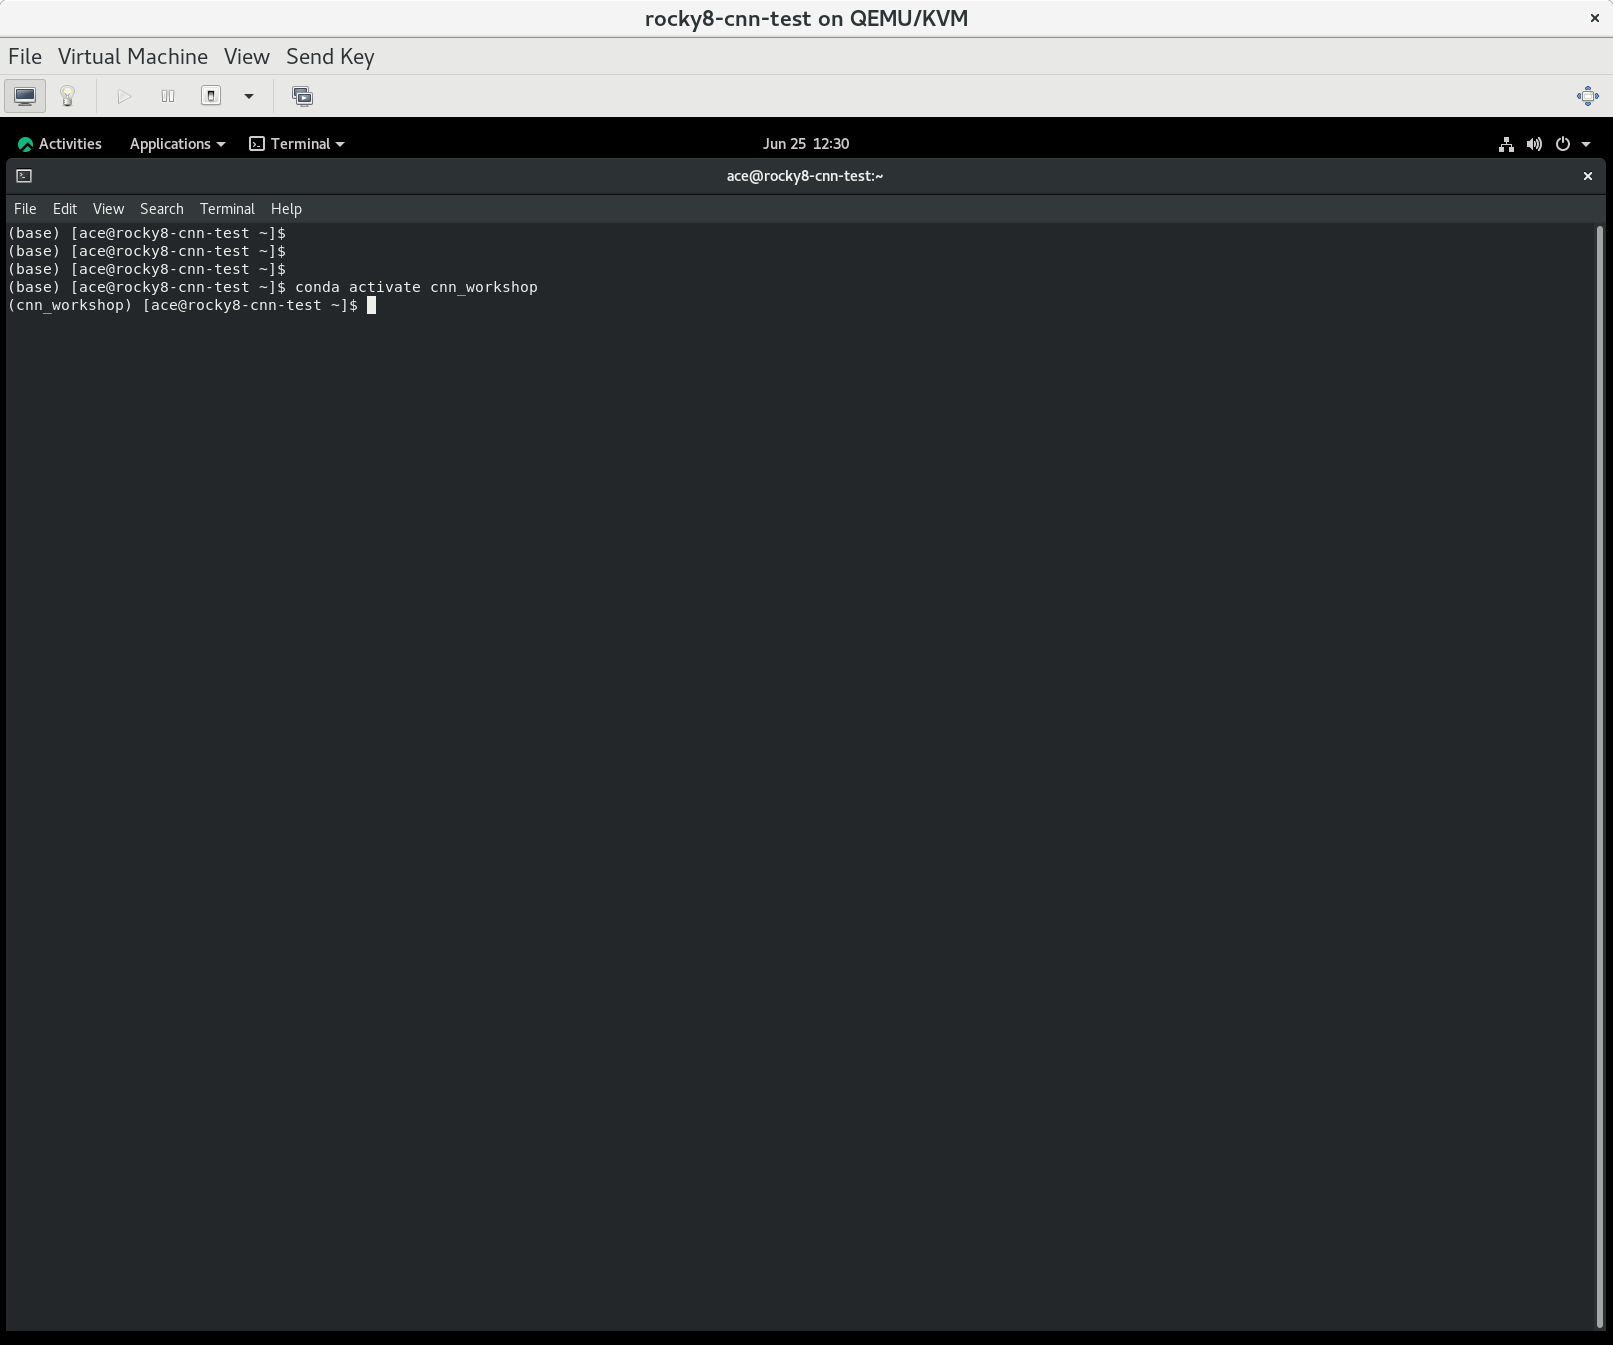 rocky8-cnn-test on QEMU/KVM
File Virtual Machine View Send Key
Activities Applications Terminal Jun 25 12:30
ace@rocky8-cnn-test:~
File Edit View Search Terminal Help
(base) [ace@rocky8-cnn-test ~]$
(base) [ace@rocky8-cnn-test ~]$
(base) [ace@rocky8-cnn-test ~]$
(base) [ace@rocky8-cnn-test ~]$ conda activate cnn_workshop
(cnn_workshop) [ace@rocky8-cnn-test ~]$